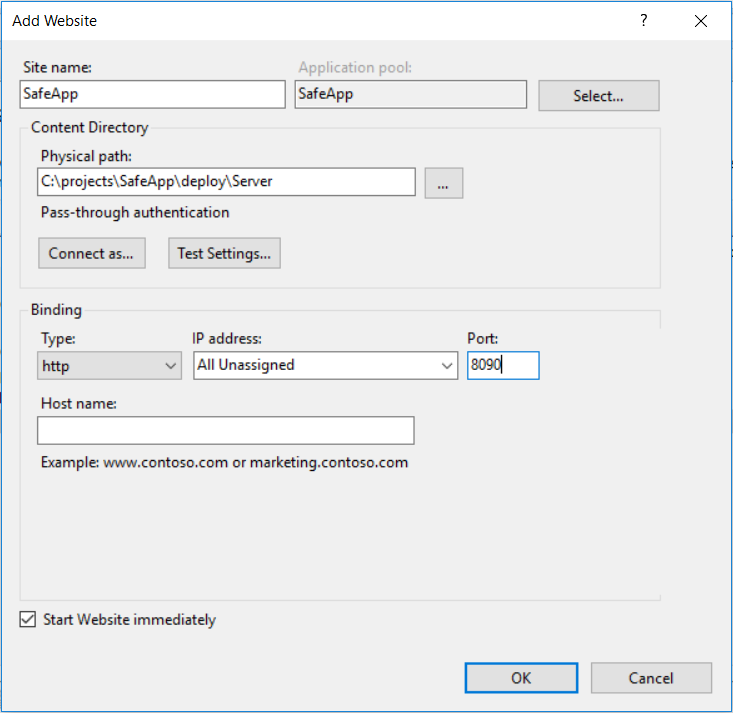 Add Website
?
Site name:
Application pool:
SafeApp
SafeApp
Select...
Content Directory
Physical path:
C:\projects\SafeApp\deploy\Server
...
Pass-through authentication
Connect as...
Test Settings...
Binding
Type:
IP address:
Port:
http
All Unassigned
8090
Host name:
Example: www.contoso.com or marketing.contoso.com
Start Website immediately
OK
Cancel